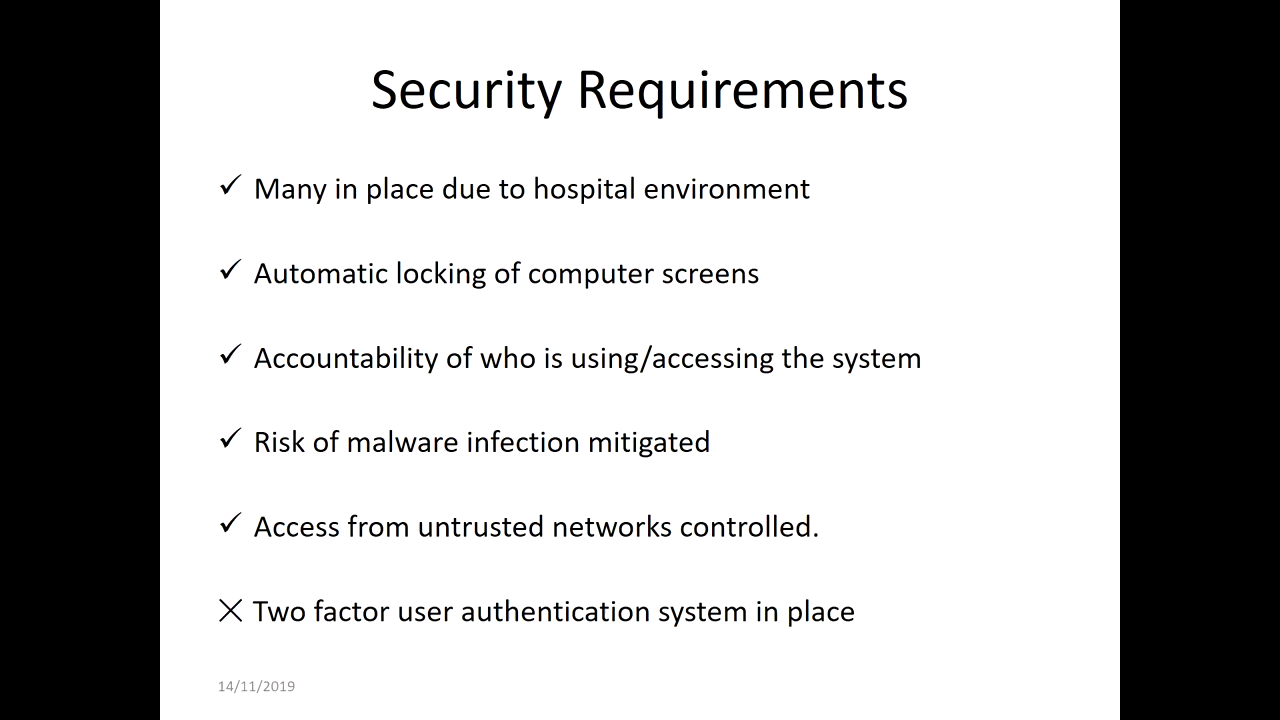 Security Requirements
✓ Many in place due to hospital environment
✓ Automatic locking of computer screens
✓ Accountability of who is using/accessing the system
✓ Risk of malware infection mitigated
✓ Access from untrusted networks controlled.
✕ Two factor user authentication system in place
14/11/2019